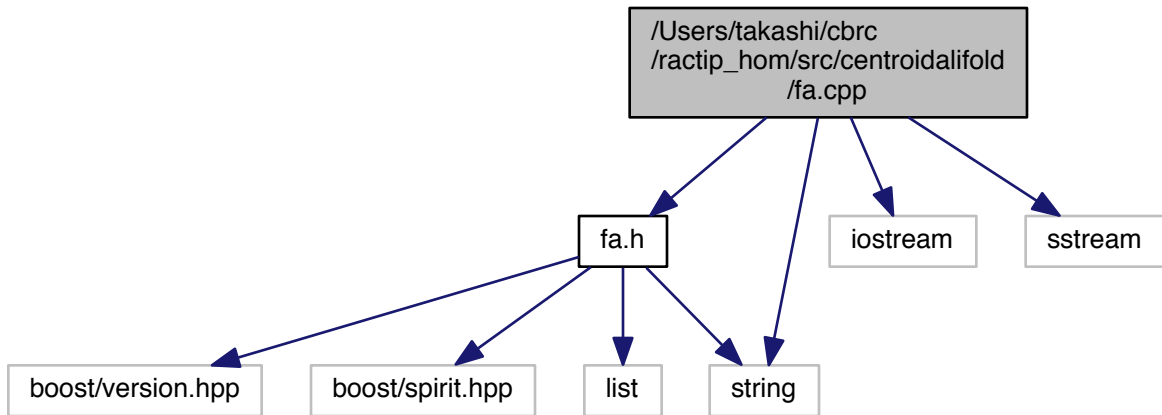 /Users/takashi/cbrc
/ractip_hom/src/centroidalifold
/fa.cpp
fa.h
iostream
sstream
boost/version.hpp
boost/spirit.hpp
list
string